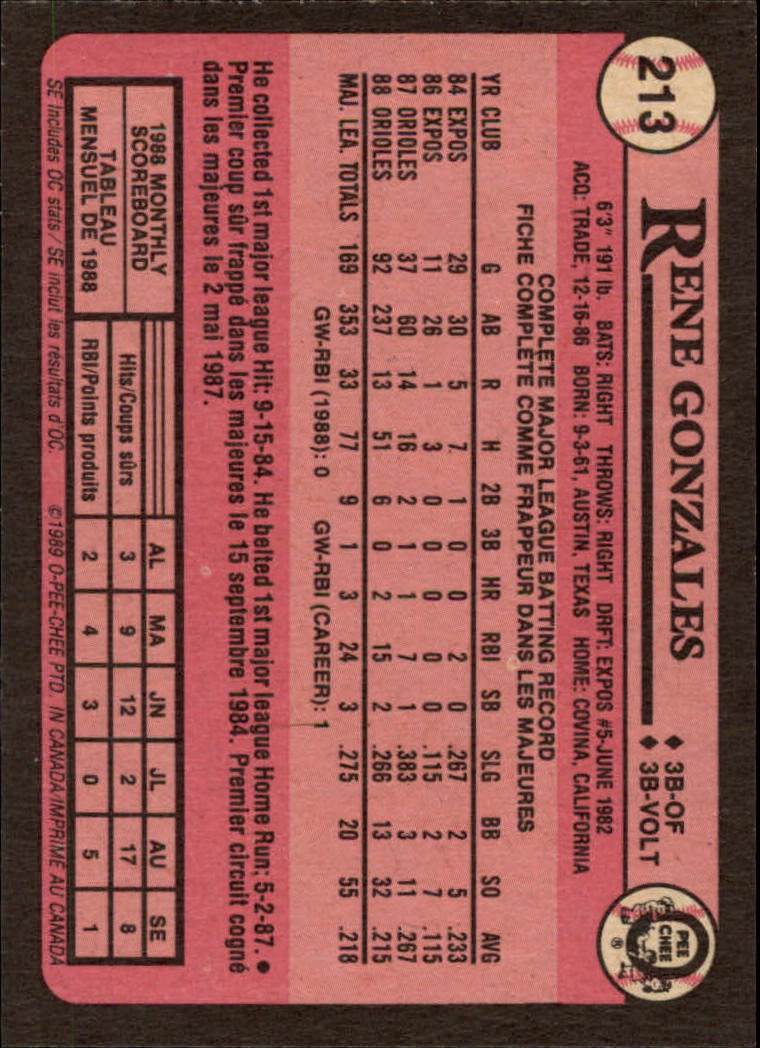 213
RENE GONZALES
♦ 3B-OF
♦ 3B-VOLT
O PEE CHEE ®
6'3" 191 lb. BATS: RIGHT THROWS: RIGHT DRFT: EXPOS #5-JUNE 1982
ACQ: TRADE, 12-16-86 BORN: 9-3-61, AUSTIN, TEXAS HOME: COVINA, CALIFORNIA
COMPLETE MAJOR LEAGUE BATTING RECORD
FICHE COMPLÈTE COMME FRAPPEUR DANS LES MAJEURES
YR CLUB G AB R H 2B 3B HR RBI SB SLG BB SO AVG
84 EXPOS 29 30 5 7 1 0 0 2 0 .267 2 5 .233
86 EXPOS 11 26 1 3 0 0 0 0 0 .115 2 7 .115
87 ORIOLES 37 60 14 16 2 1 1 7 1 .383 3 11 .267
88 ORIOLES 92 237 13 51 6 0 2 15 2 .266 13 32 .215
MAJ. LEA. TOTALS 169 353 33 77 9 1 3 24 3 .275 20 55 .218
GW-RBI (1988): 0 GW-RBI (CAREER): 1
He collected 1st major league Hit: 9-15-84. He belted 1st major league Home Run; 5-2-87. •
Premier coup sûr frappé dans les majeures le 15 septembre 1984. Premier circuit cogné
dans les majeures le 2 mai 1987.
1988 MONTHLY
SCOREBOARD
TABLEAU
MENSUEL DE 1988
AL MA JN JL AU SE
Hits/Coups sûrs 3 9 12 2 17 8
RBI/Points produits 2 4 3 0 5 1
SE includes OC stats / SE inclut les résultats d'OC. ©1989 O-PEE-CHEE PTD. IN CANADA/IMPRIMÉ AU CANADA